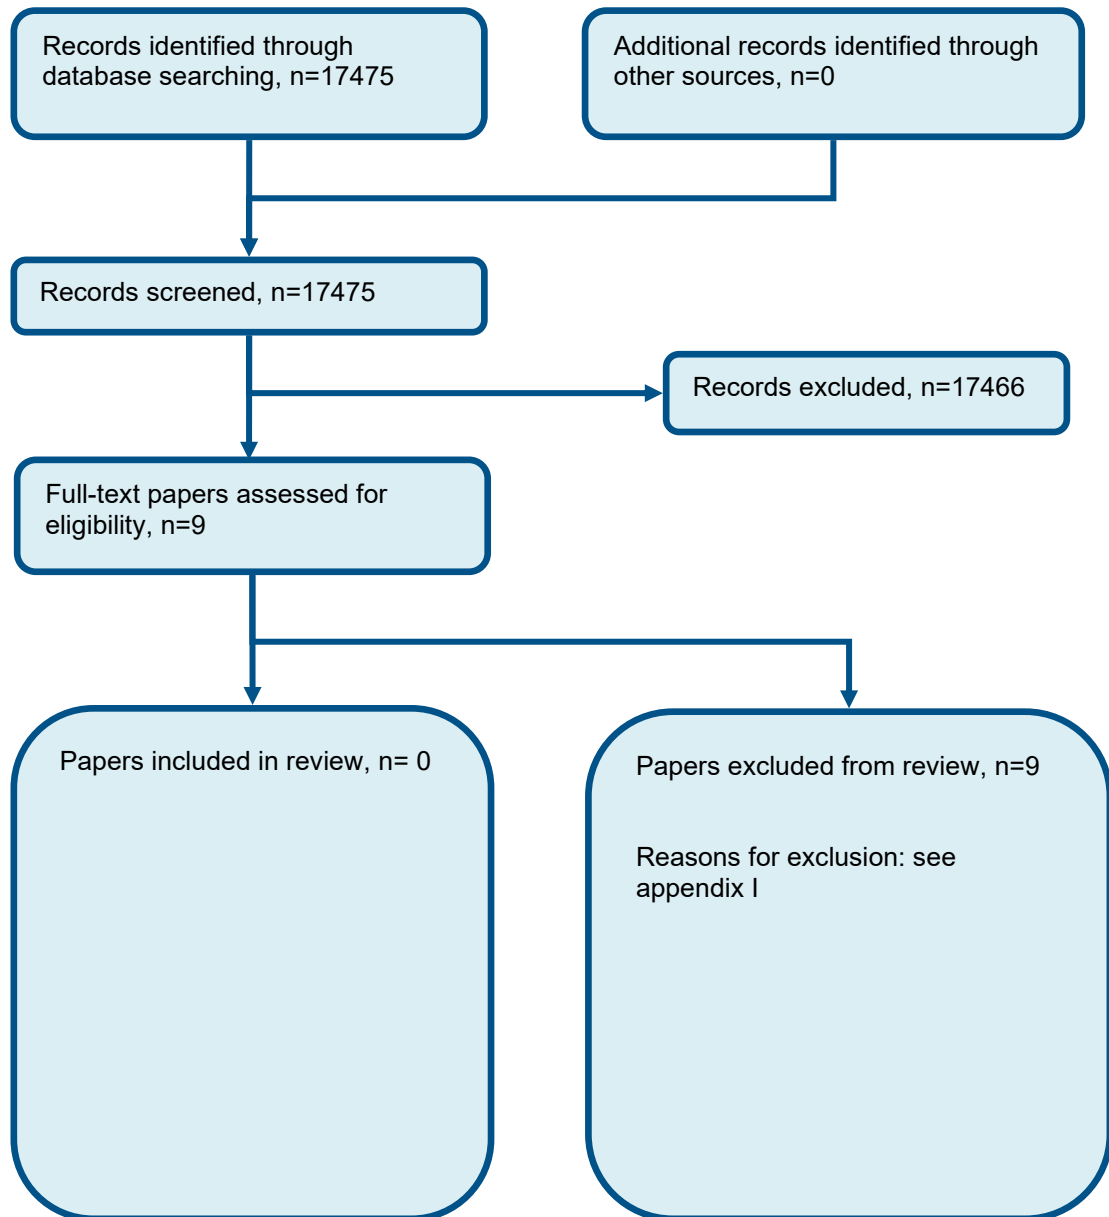 Records identified through
database searching, n=17475
Additional records identified through
other sources, n=0
Records screened, n=17475
Records excluded, n=17466
Full-text papers assessed for
eligibility, n=9
Papers included in review, n= 0
Papers excluded from review, n=9
Reasons for exclusion: see
appendix I